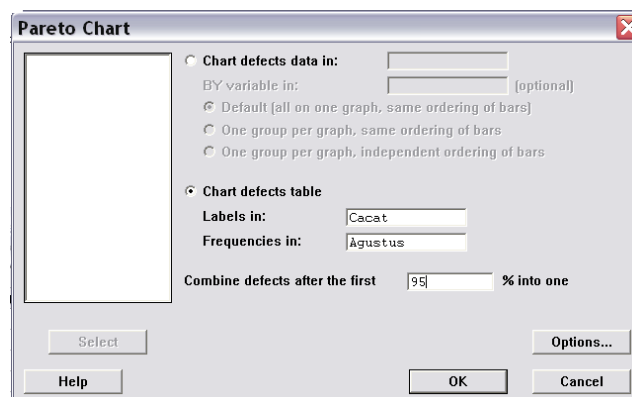 Pareto Chart
Chart defects data in:
BY variable in:
(optional)
Default (all on one graph, same ordering of bars)
One group per graph, same ordering of bars
One group per graph, independent ordering of bars
Chart defects table
Labels in:
Cacat
Frequencies in:
Agustus
Combine defects after the first
95
% into one
Select
Options...
Help
OK
Cancel